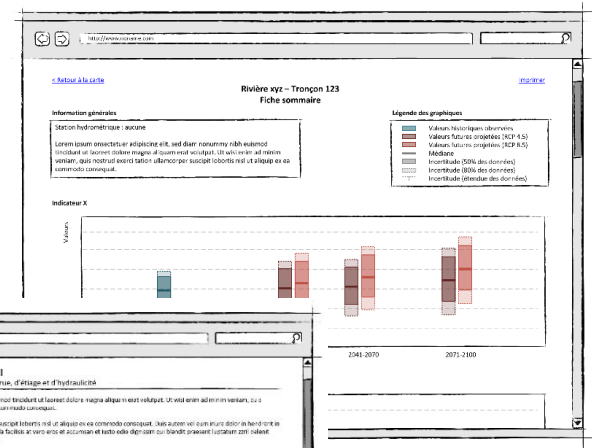 http://www.noname.com
< Retour à la carte
Imprimer
Rivière xyz – Tronçon 123
Fiche sommaire
Information générales
Légende des graphiques
Station hydrométrique : aucune
Lorem ipsum onsectetuer adipiscing elit, sed diam nonummy nibh euismod
tincidunt ut laoreet dolore magna aliquam erat volutpat. Ut wisi enim ad minim
veniam, quis nostrud exerci tation ullamcorper suscipit lobortis nisl ut aliquip ex ea
commodo consequat.
Valeurs historiques observées
Valeurs futures projetées (RCP 4.5)
Valeurs futures projetées (RCP 8.5)
Médiane
Incertitude (50% des données)
Incertitude (80% des données)
Incertitude (étendue des données)
Indicateur X
Valeurs
2041-2070
2071-2100
rue, d'étiage et d'hydraulicité
mod tincidunt ut laoreet dolore magna aliquam erat volutpat. Ut wisi enim ad minim veniam,
commodo consequat.
suscipit lobortis nisl ut aliquip ex ea commodo consequat. Duis autem vel eum iriure dolor in hendrerit in
la facilisis at vero eros et accumsan et iusto odio dignissim qui blandit praesent luptatum zzril delenit